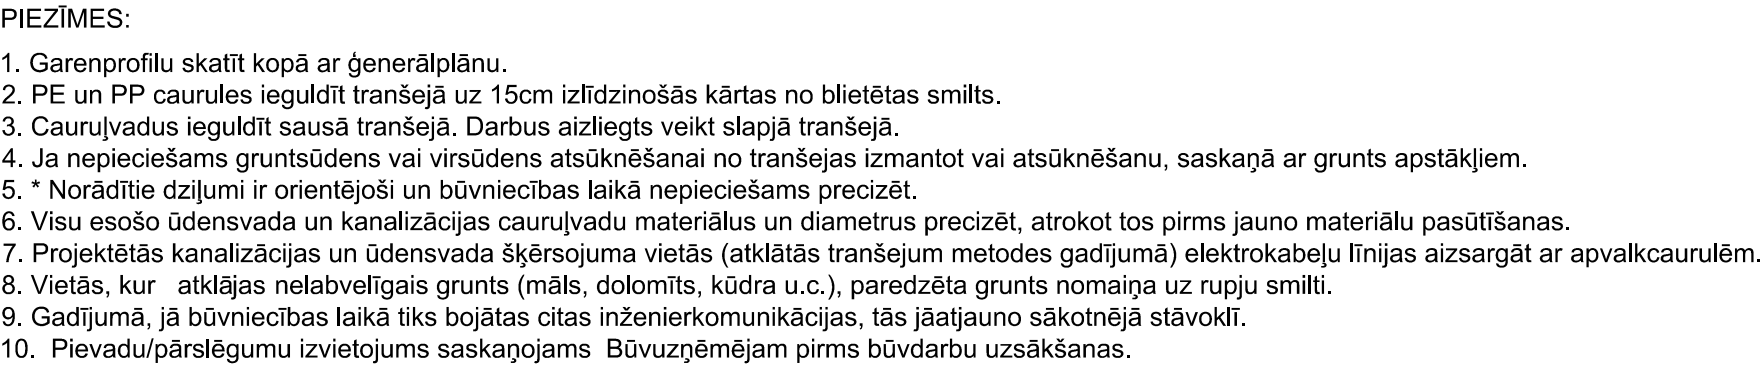 PIEZĪMES:
1. Garenprofilu skatīt kopā ar ģenerālplānu.
2. PE un PP caurules ieguldīt tranšejā uz 15cm izlīdzinošās kārtas no blietētas smilts.
3. Cauruļvadus ieguldīt sausā tranšejā. Darbus aizliegts veikt slapjā tranšejā.
4. Ja nepieciešams gruntsūdens vai virsūdens atsūknēšanai no tranšejas izmantot vai atsūknēšanu, saskaņā ar grunts apstākļiem.
5. * Norādītie dziļumi ir orientējoši un būvniecības laikā nepieciešams precizēt.
6. Visu esošo ūdensvada un kanalizācijas cauruļvadu materiālus un diametrus precizēt, atrokot tos pirms jauno materiālu pasūtīšanas.
7. Projektētās kanalizācijas un ūdensvada šķērsojuma vietās (atklātās tranšejum metodes gadījumā) elektrokabeļu līnijas aizsargāt ar apvalkcaurulēm.
8. Vietās, kur atklājas nelabvelīgais grunts (māls, dolomīts, kūdra u.c.), paredzēta grunts nomaiņa uz rupju smilti.
9. Gadījumā, jā būvniecības laikā tiks bojātas citas inženierkomunikācijas, tās jāatjauno sākotnējā stāvoklī.
10. Pievadu/pārslēgumu izvietojums saskaņojams Būvuzņēmējam pirms būvdarbu uzsākšanas.